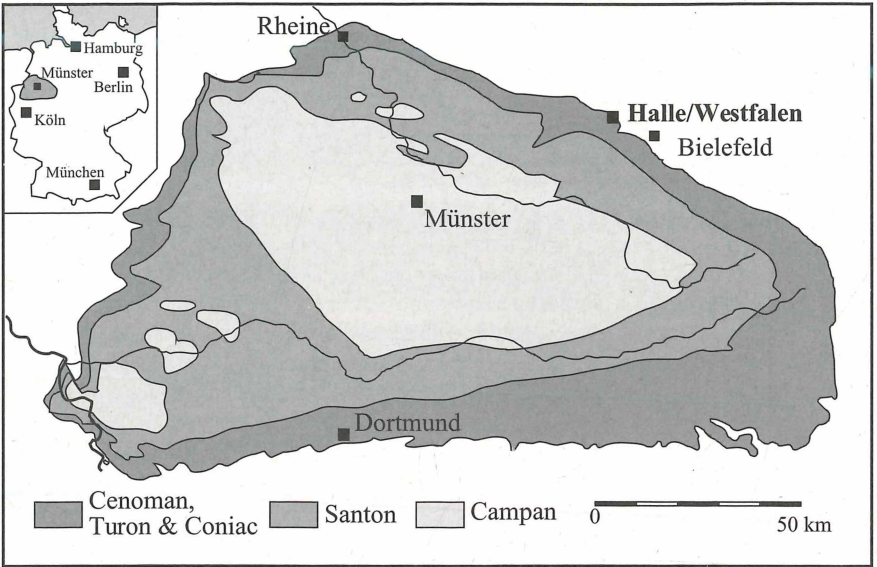 Hamburg
Münster
Berlin
Köln
München
Rheine
Halle/Westfalen
Bielefeld
Münster
Dortmund
Cenoman,
Turon & Coniac
Santon
Campan
0
50 km